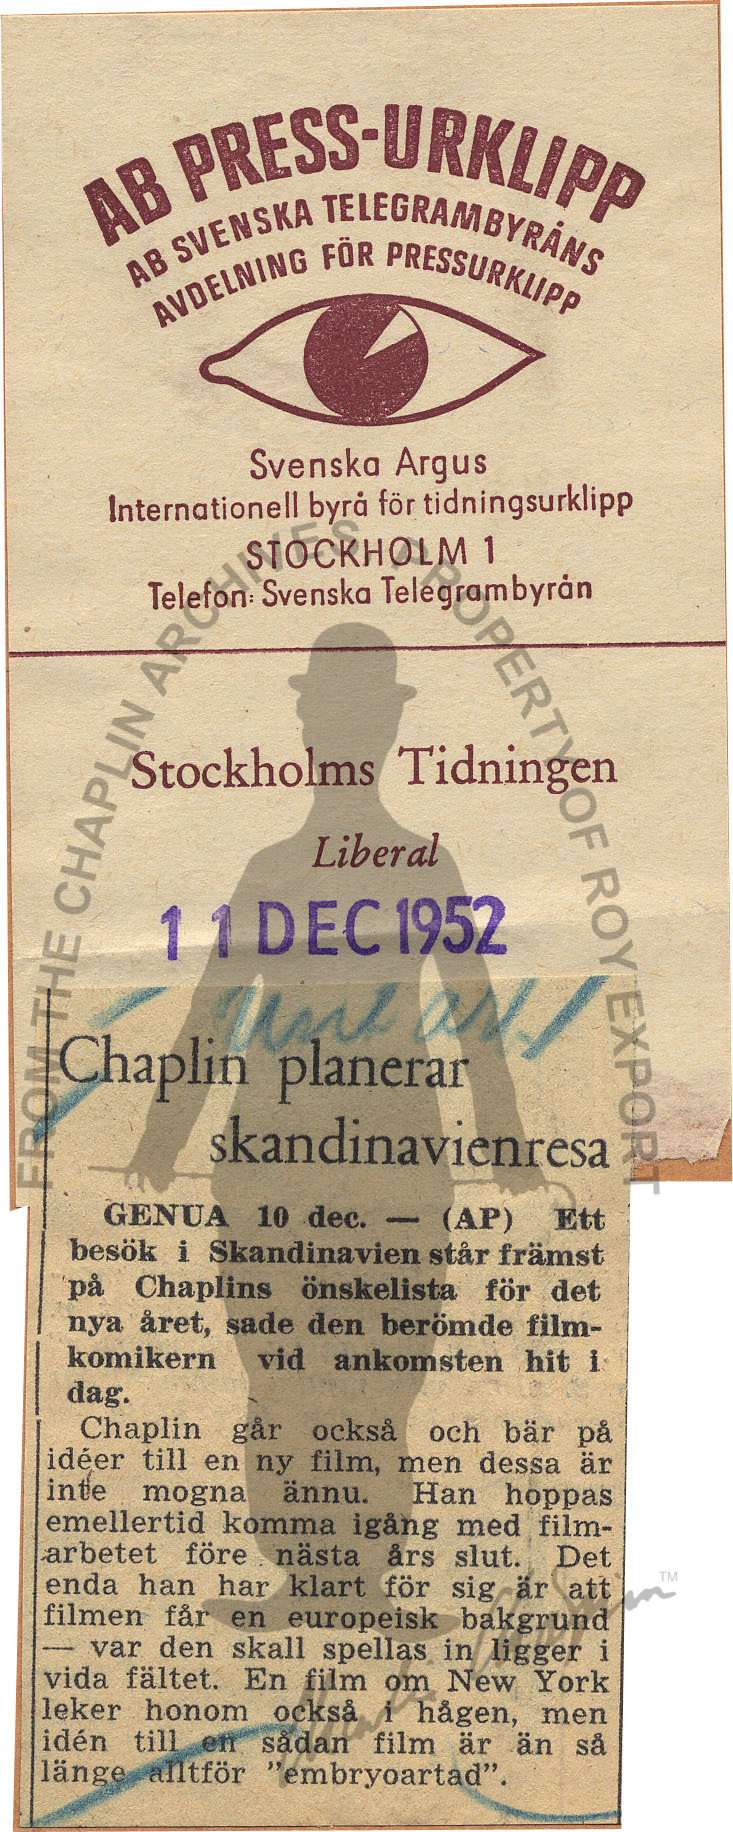 AB PRESS-URKLIPP
AB SVENSKA TELEGRAMBYRÅNS
AVDELNING FÖR PRESSURKLIPP
Svenska Argus
Internationell byrå för tidningsurklipp
STOCKHOLM 1
Telefon: Svenska Telegrambyrån
FROM THE CHAPLIN ARCHIVES. PROPERTY OF ROY EXPORT
Stockholms Tidningen
Liberal
11 DEC 1952
Chaplin planerar
skandinavienresa
GENUA 10 dec. — (AP) Ett
besök i Skandinavien står främst
på Chaplins önskelista för det
nya året, sade den berömde film-
komikern vid ankomsten hit i
dag.
Chaplin går också och bär på
idéer till en ny film, men dessa är
inte mogna ännu. Han hoppas
emellertid komma igång med film-
arbetet före nästa års slut. Det
enda han har klart för sig är att
filmen får en europeisk bakgrund
— var den skall spellas in ligger i
vida fältet. En film om New York
leker honom också i hågen, men
idén till en sådan film är än så
länge alltför "embryoartad".
TM